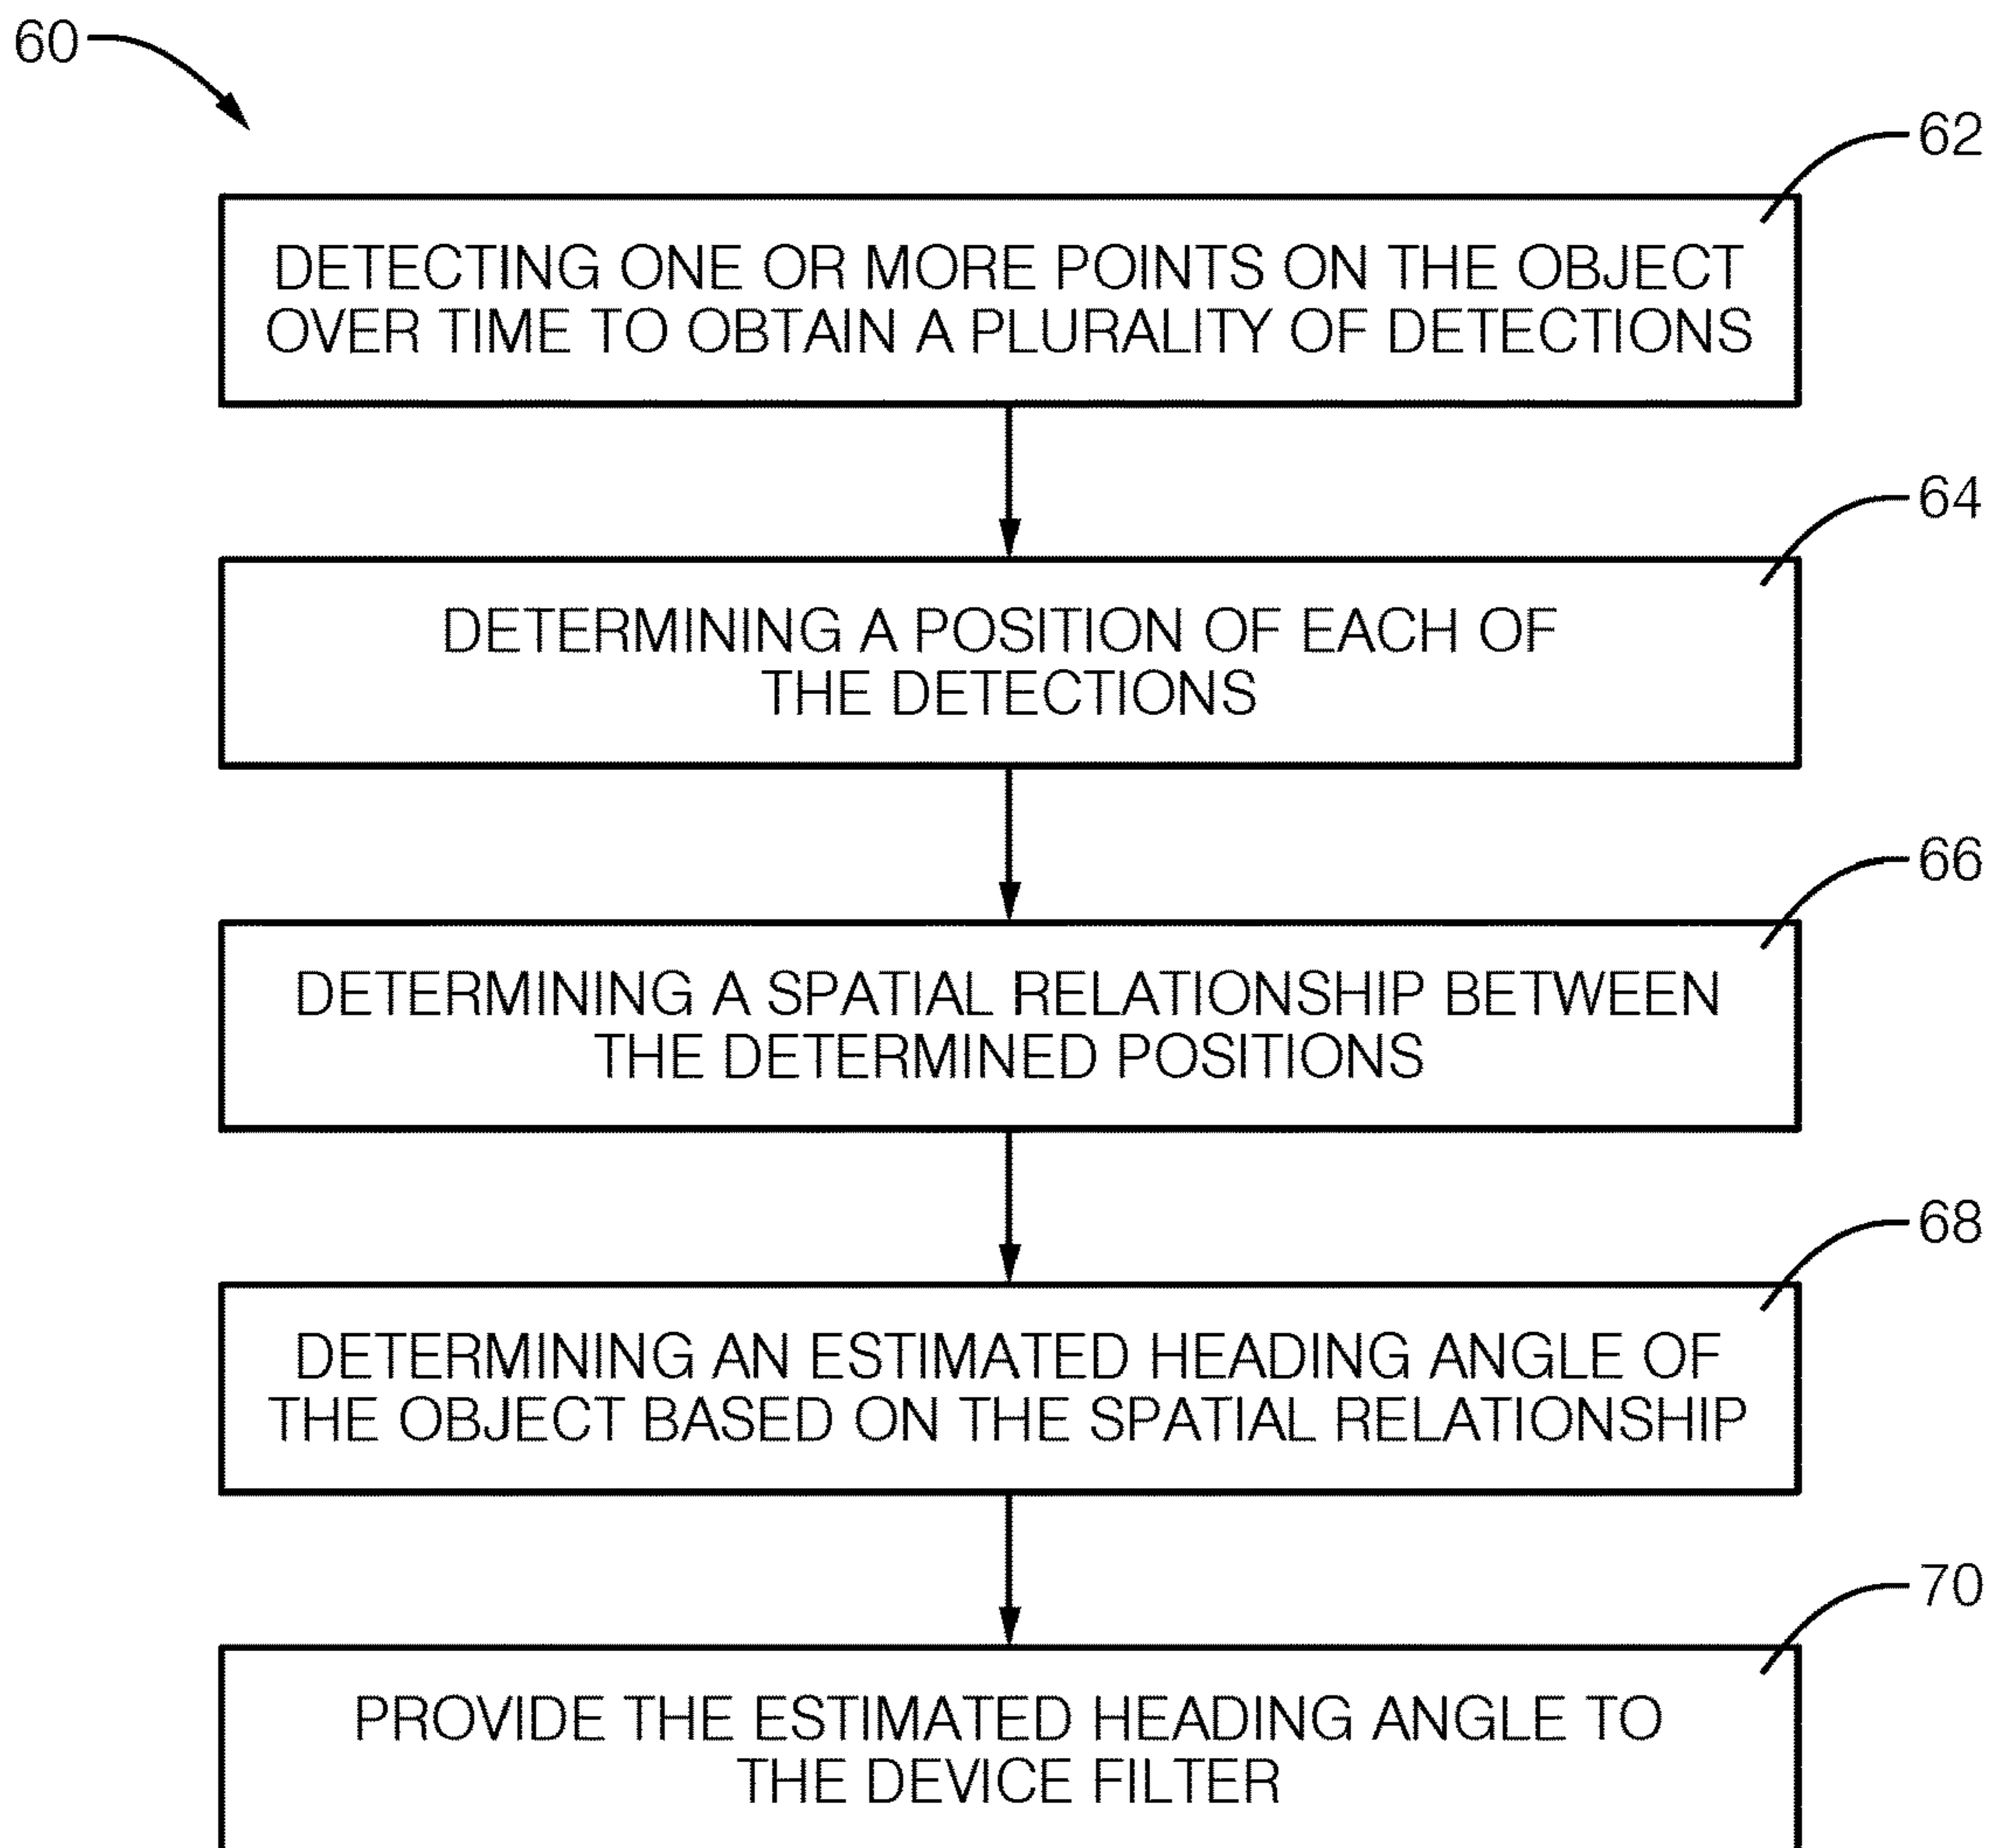 60
62
DETECTING ONE OR MORE POINTS ON THE OBJECT
OVER TIME TO OBTAIN A PLURALITY OF DETECTIONS
64
DETERMINING A POSITION OF EACH OF
THE DETECTIONS
66
DETERMINING A SPATIAL RELATIONSHIP BETWEEN
THE DETERMINED POSITIONS
68
DETERMINING AN ESTIMATED HEADING ANGLE OF
THE OBJECT BASED ON THE SPATIAL RELATIONSHIP
70
PROVIDE THE ESTIMATED HEADING ANGLE TO
THE DEVICE FILTER